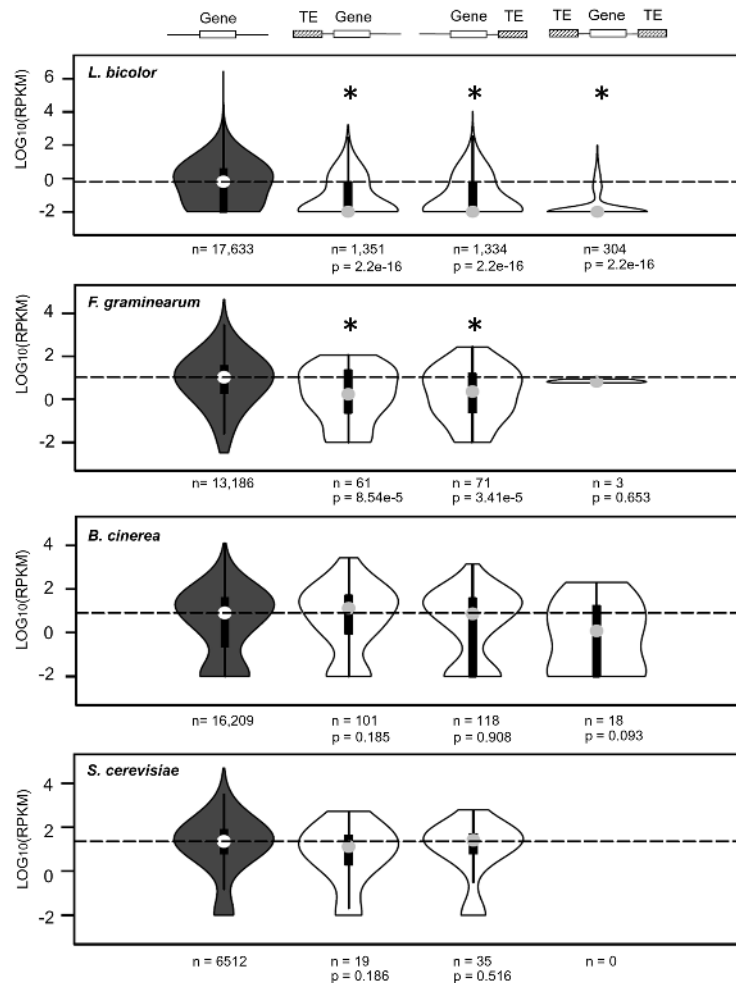 Gene TE Gene Gene TE TE Gene TE
L. bicolor
LOG10(RPKM)
6
4
2
0
-2
* * *
n= 17,633 n= 1,351 n= 1,334 n= 304
p = 2.2e-16 p = 2.2e-16 p = 2.2e-16
F. graminearum
LOG10(RPKM)
4
2
0
-2
* *
n= 13,186 n = 61 n = 71 n = 3
p = 8.54e-5 p = 3.41e-5 p = 0.653
B. cinerea
LOG10(RPKM)
4
2
0
-2
n= 16,209 n = 101 n = 118 n = 18
p = 0.185 p = 0.908 p = 0.093
S. cerevisiae
LOG10(RPKM)
4
2
0
-2
n = 6512 n = 19 n = 35 n = 0
p = 0.186 p = 0.516